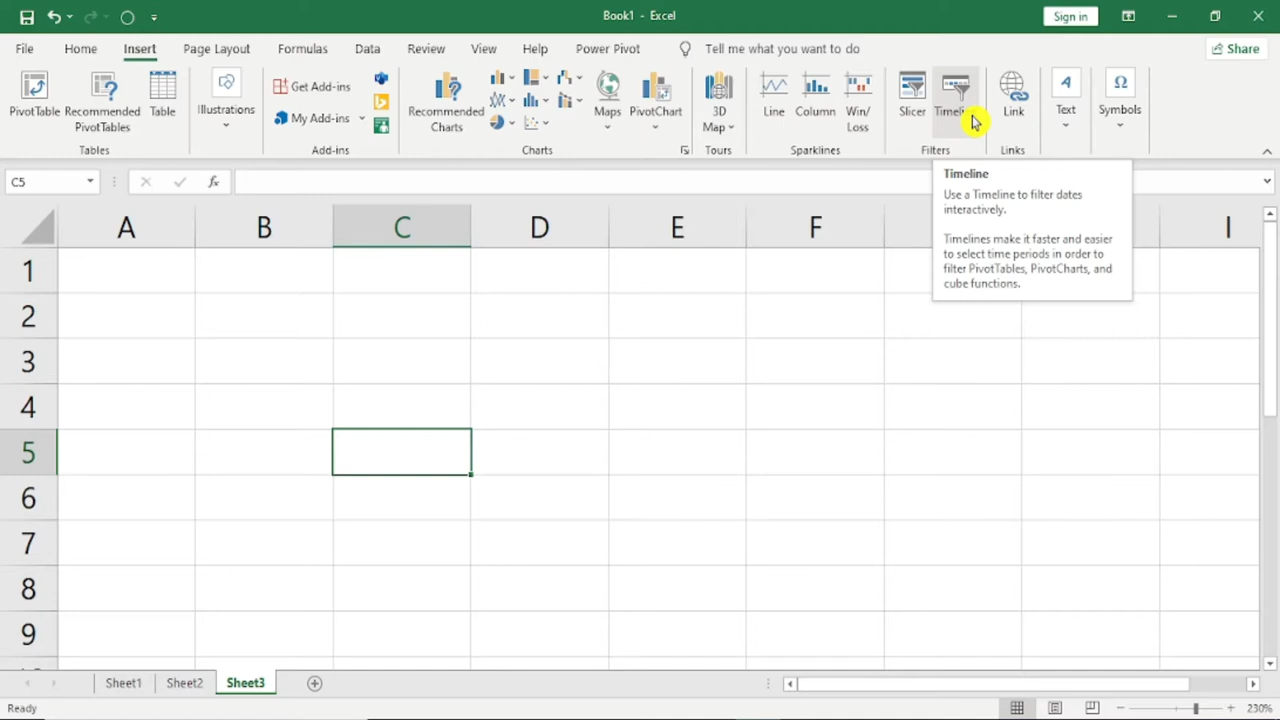 Book1 - Excel
Sign in
File Home Insert Page Layout Formulas Data Review View Help Power Pivot Tell me what you want to do Share
PivotTable Recommended PivotTables Table
Tables
Illustrations
Get Add-ins
My Add-ins
Add-ins
Recommended Charts
Maps PivotChart
Charts
3D Map
Tours
Line Column Win/Loss
Sparklines
Slicer
Filters
Link
Links
Text
Symbols
C5
fx
Timeline
Use a Timeline to filter dates
interactively.
Timelines make it faster and easier
to select time periods in order to
filter PivotTables, PivotCharts, and
cube functions.
A B C D E F I
1
2
3
4
5
6
7
8
9
Sheet1 Sheet2 Sheet3
Ready
230%